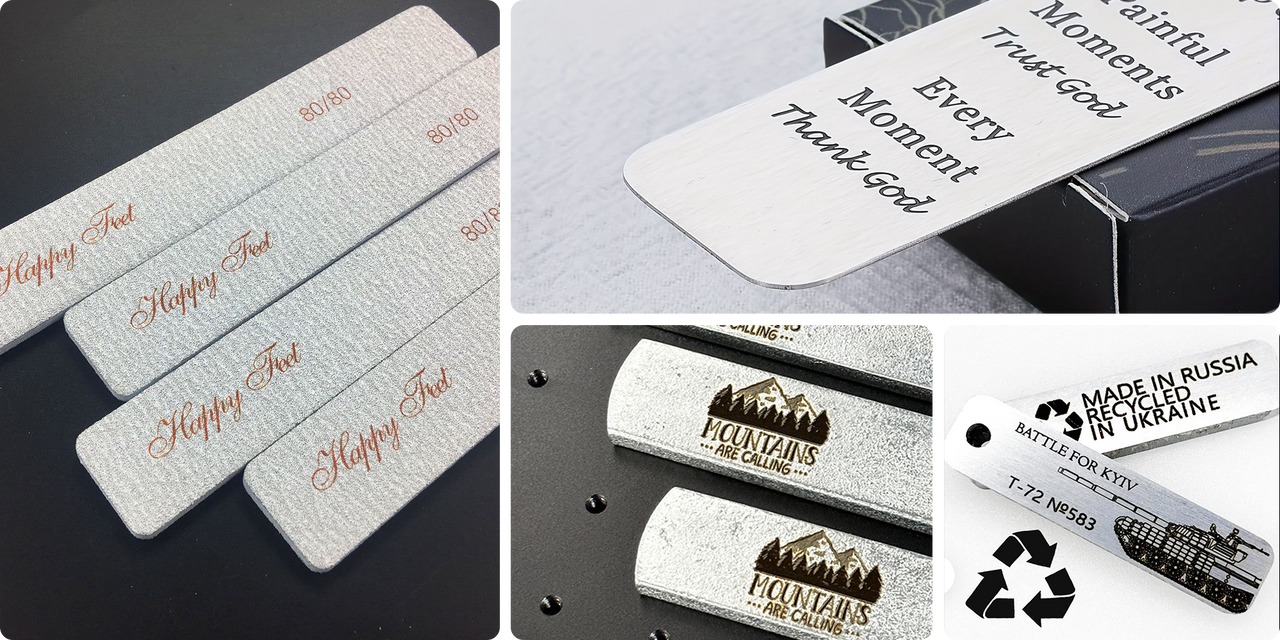 80/80
Happy Feet
80/80
Happy Feet
80/8
Happy Feet
Happy Feet
Painful
Moments
Trust God
Every
Moment
Thank God
CALLING
MOUNTAINS
ARE CALLING
MOUNTAINS
ARE CALLING
MADE IN RUSSIA
RECYCLED
IN UKRAINE
BATTLE FOR KYIV
T-72 №583